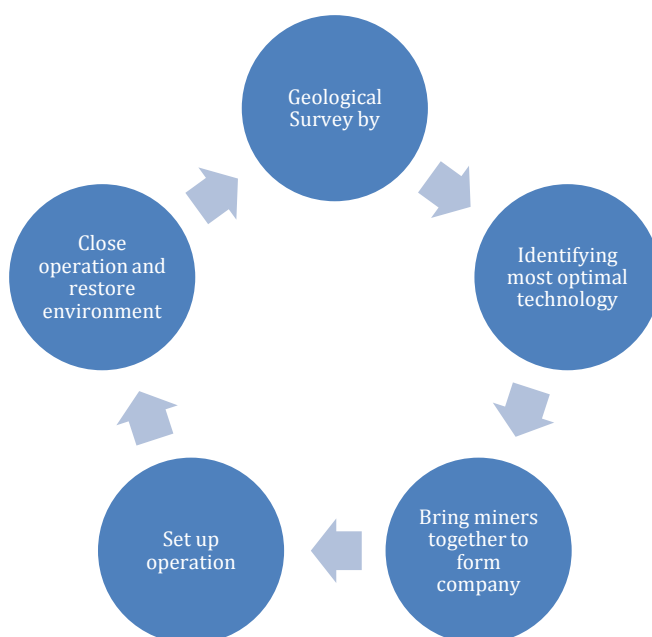 Geological
Survey by
Identifying
most optimal
technology
Bring miners
together to
form
company
Set up
operation
Close
operation and
restore
environment